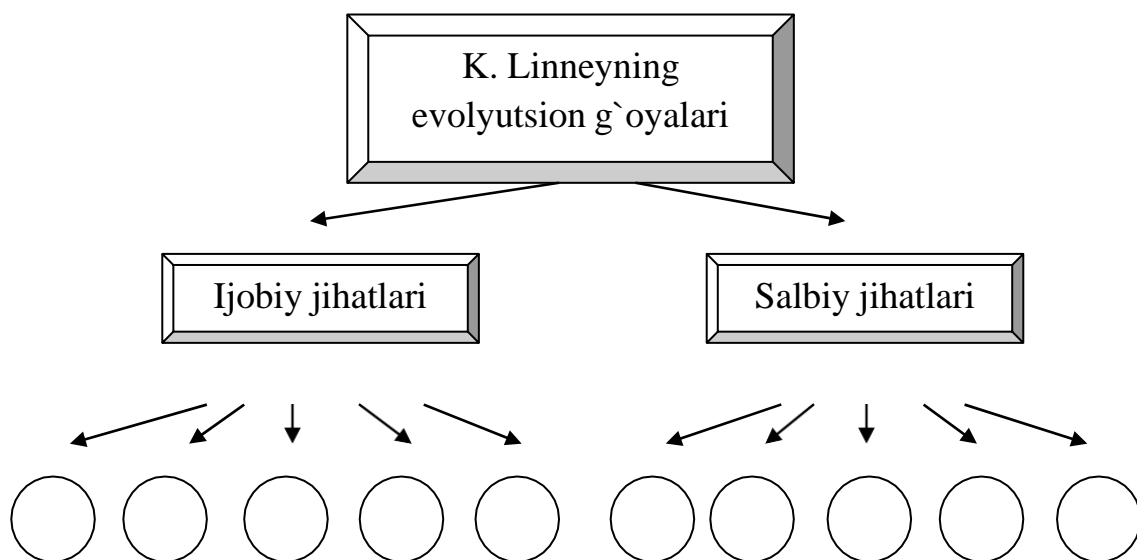 K. Linneyning
evolyutsion g`oyalari
Ijobiy jihatlari
Salbiy jihatlari